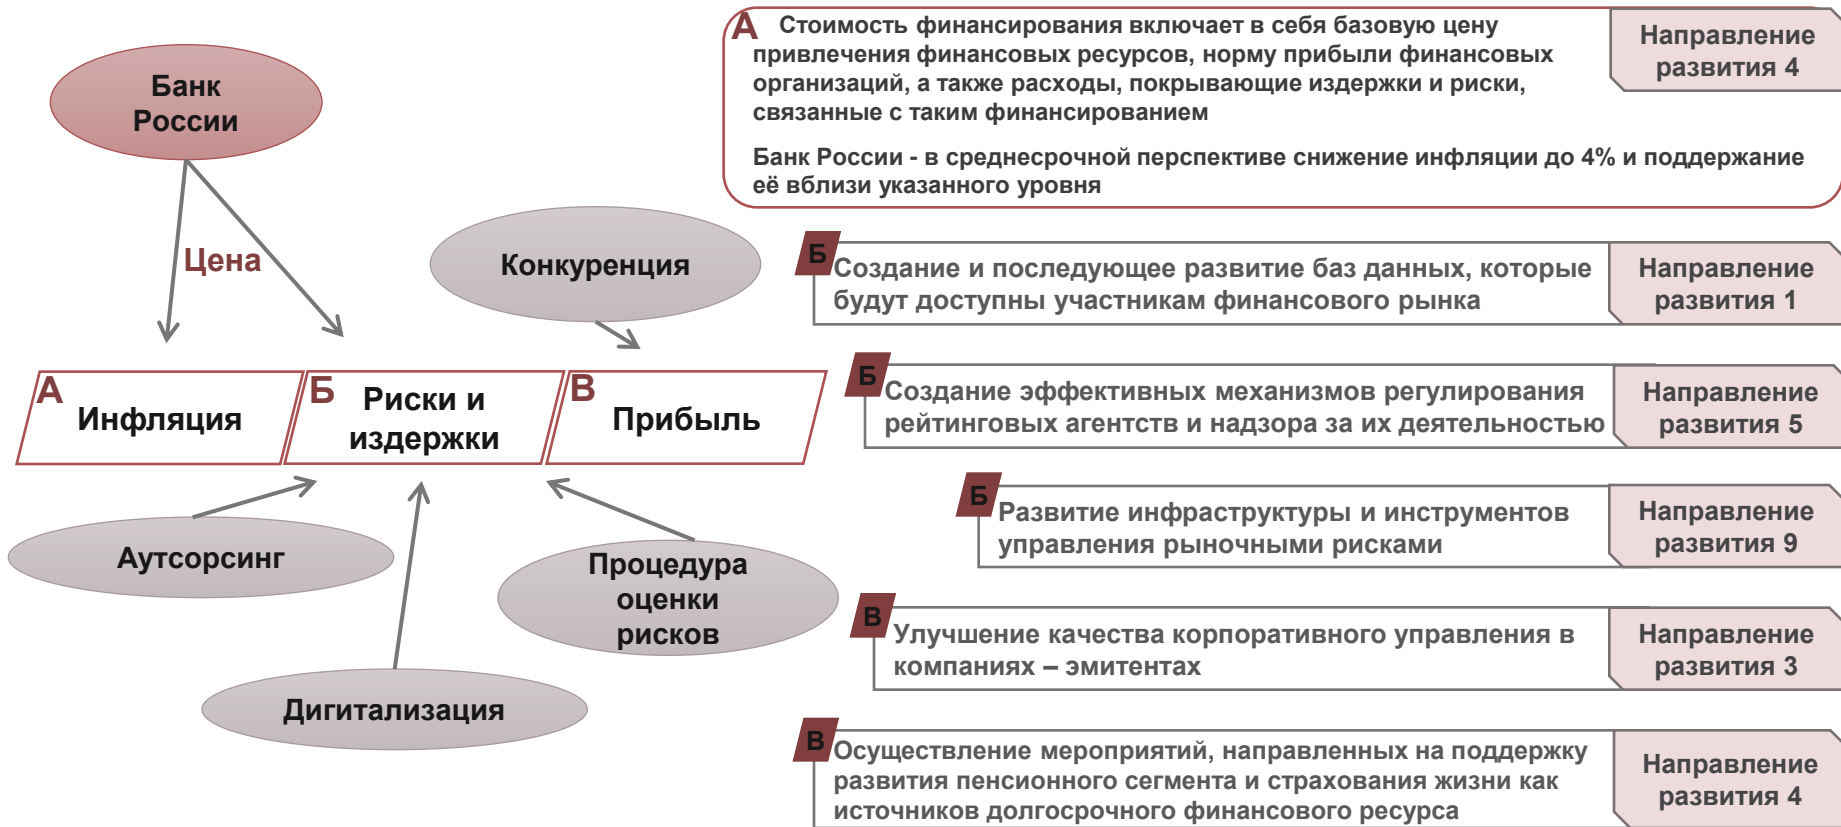 Банк
России
Цена
Конкуренция
А
Инфляция
Б
Риски и
издержки
В
Прибыль
Аутсорсинг
Процедура
оценки
рисков
Дигитализация
А
Стоимость финансирования включает в себя базовую цену
привлечения финансовых ресурсов, норму прибыли финансовых
организаций, а также расходы, покрывающие издержки и риски,
связанные с таким финансированием
Банк России - в среднесрочной перспективе снижение инфляции до 4% и поддержание
её вблизи указанного уровня
Направление
развития 4
Б
Создание и последующее развитие баз данных, которые
будут доступны участникам финансового рынка
Направление
развития 1
Б
Создание эффективных механизмов регулирования
рейтинговых агентств и надзора за их деятельностью
Направление
развития 5
Б
Развитие инфраструктуры и инструментов
управления рыночными рисками
Направление
развития 9
В
Улучшение качества корпоративного управления в
компаниях – эмитентах
Направление
развития 3
В
Осуществление мероприятий, направленных на поддержку
развития пенсионного сегмента и страхования жизни как
источников долгосрочного финансового ресурса
Направление
развития 4